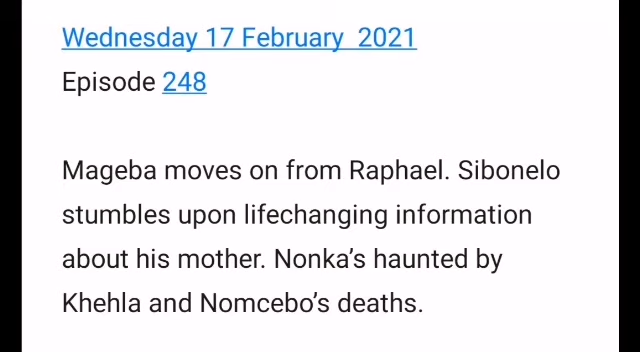 Wednesday 17 February 2021
Episode 248
Mageba moves on from Raphael. Sibonelo
stumbles upon lifechanging information
about his mother. Nonka’s haunted by
Khehla and Nomcebo’s deaths.